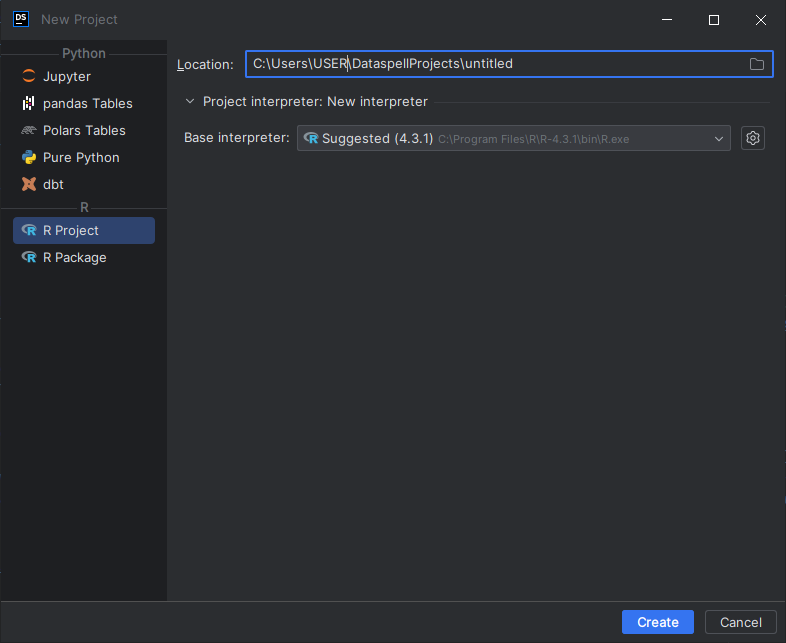 DS New Project
Python
Jupyter
pandas Tables
Polars Tables
Pure Python
dbt
R
R Project
R Package
Location: C:\Users\USER\DataspellProjects\untitled
Project interpreter: New interpreter
Base interpreter: Suggested (4.3.1) C:\Program Files\R\R-4.3.1\bin\R.exe
Create Cancel